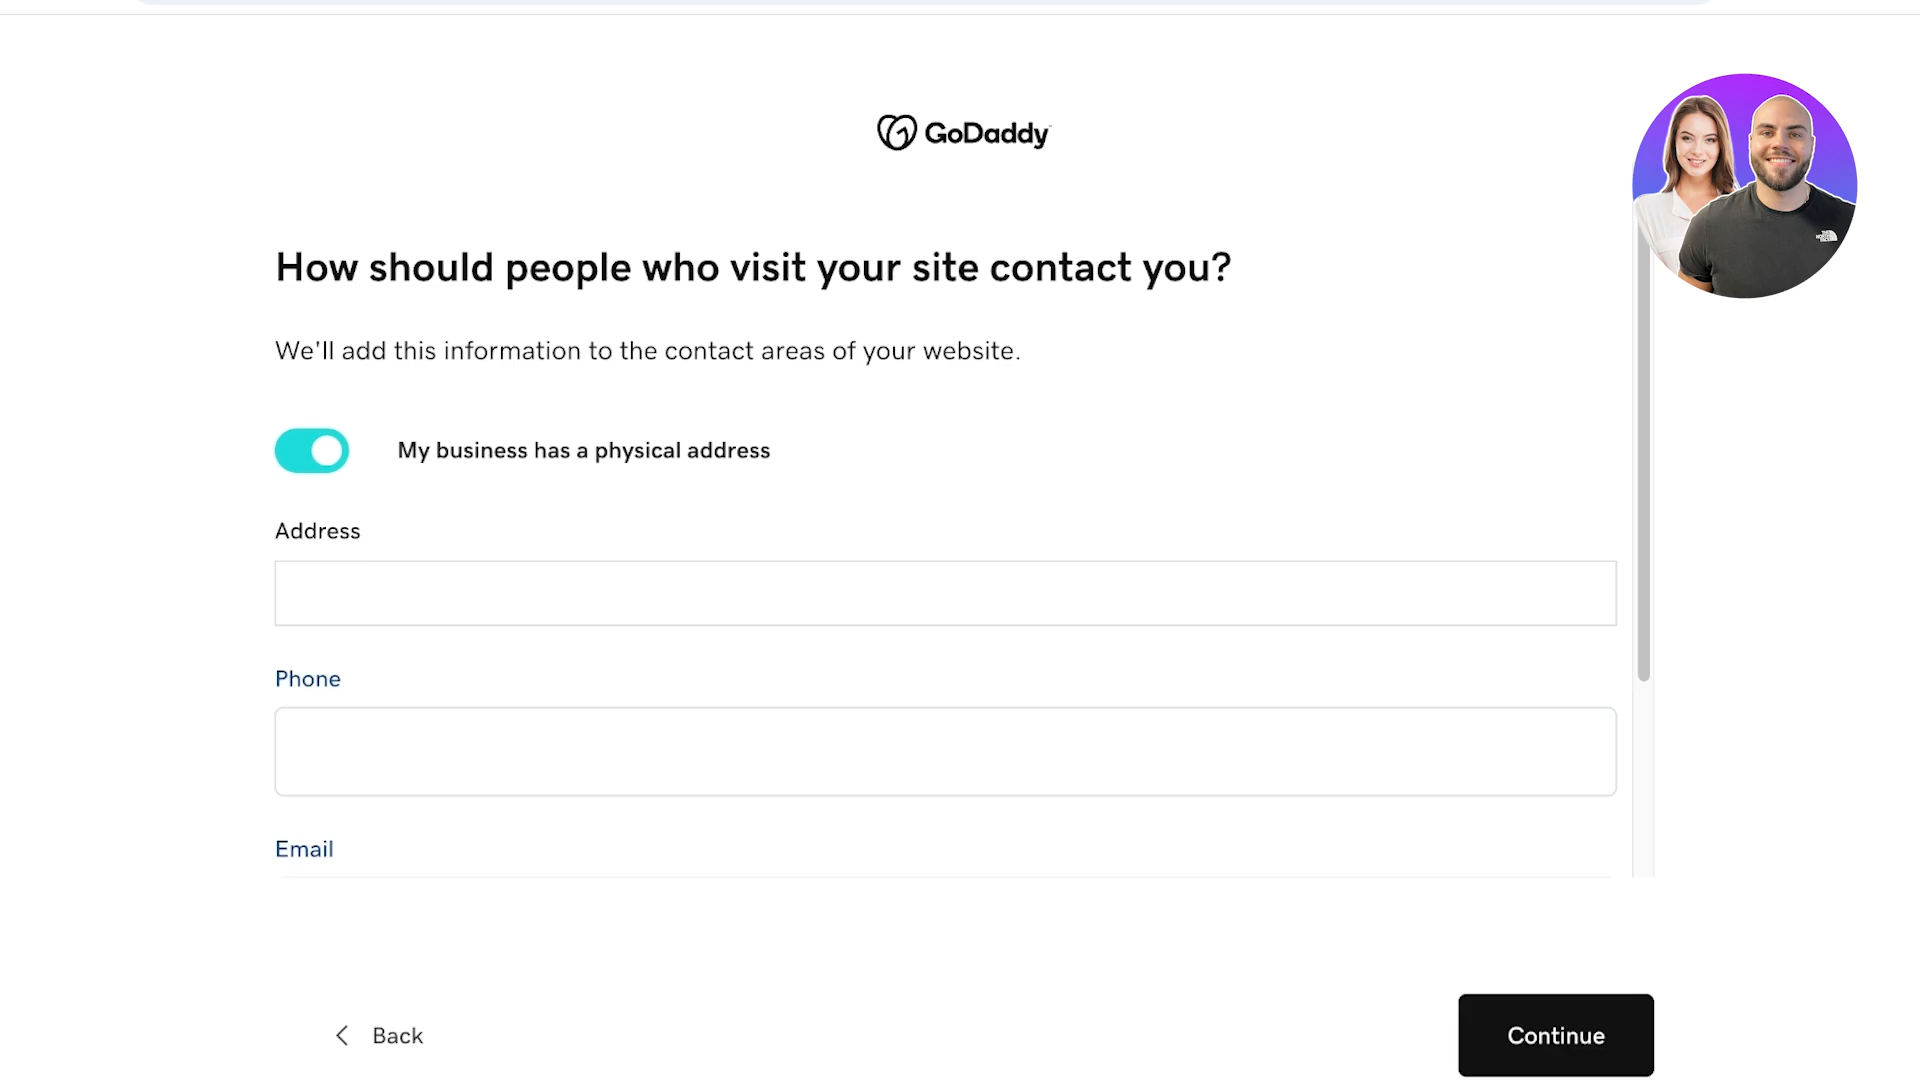 GoDaddy
How should people who visit your site contact you?
We'll add this information to the contact areas of your website.
My business has a physical address
Address
Phone
Email
Back
Continue